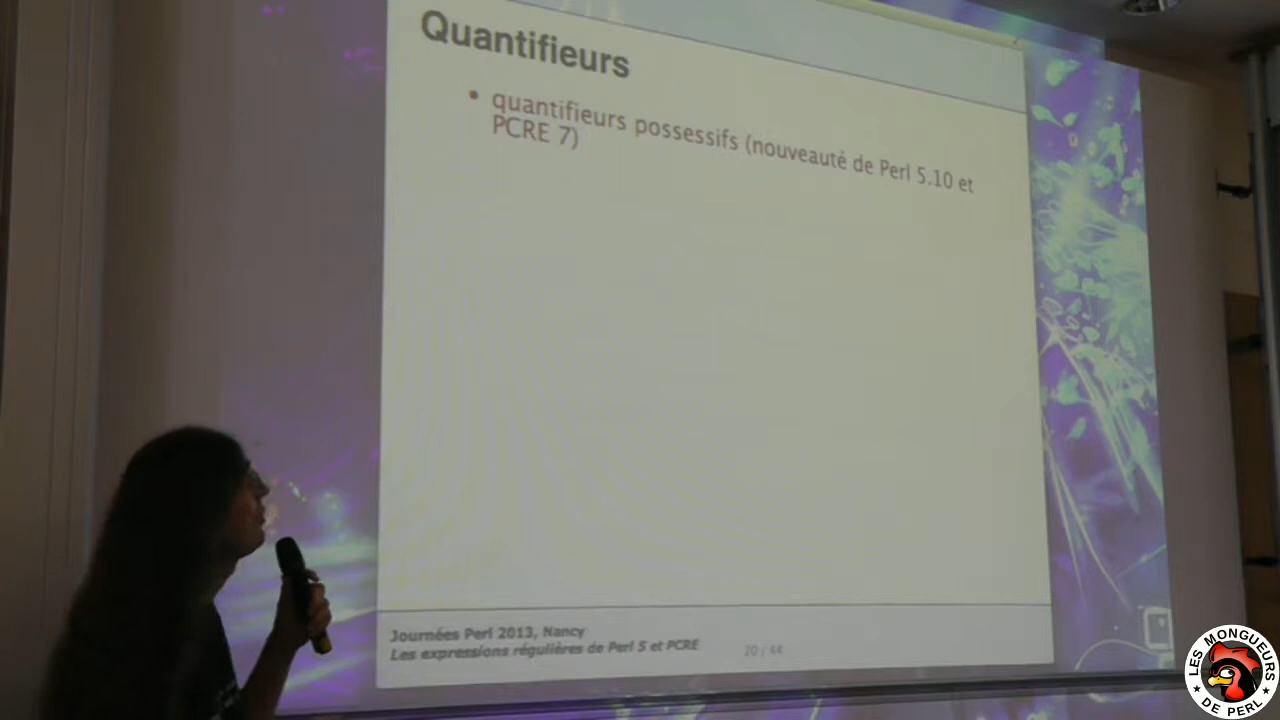 Quantifieurs
• quantifieurs possessifs (nouveauté de Perl 5.10 et
PCRE 7)
Journées Perl 2013, Nancy
Les expressions régulières de Perl 5 et PCRE
20 / 44
LES MONGUEURS
★ DE PERL ★